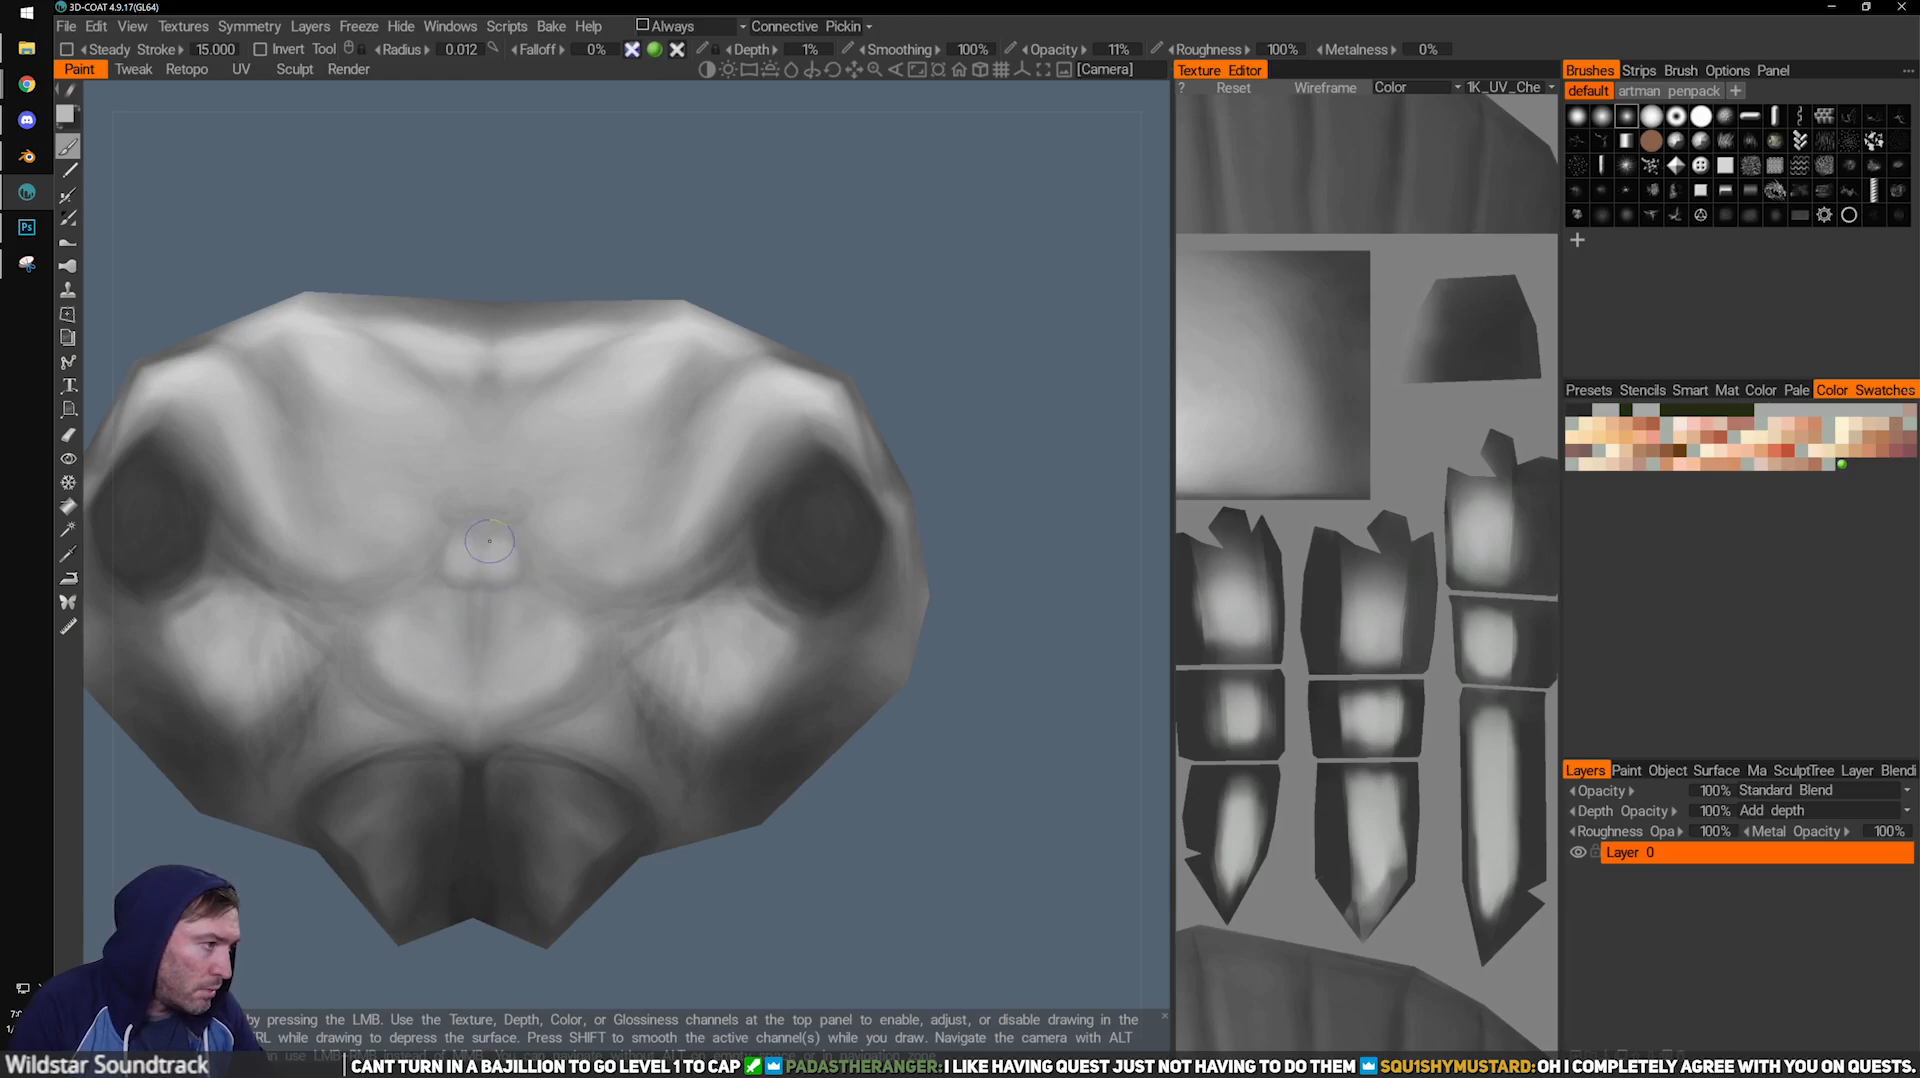 3D-COAT 4.9.17(GL64)
File Edit View Textures Symmetry Layers Freeze Hide Windows Scripts Bake Help Always Connective Pickin
Steady Stroke 15.000 Invert Tool Radius 0.012 Falloff 0% Depth 1% Smoothing 100% Opacity 11% Roughness 100% Metalness 0%
Paint Tweak Retopo UV Sculpt Render [Camera]
Texture Editor
? Reset Wireframe Color 1K_UV_Che
Brushes Strips Brush Options Panel
default artman penpack +
Presets Stencils Smart Mat Color Pale Color Swatches
Layers Paint Object Surface Ma SculptTree Layer Blendi
Opacity 100% Standard Blend
Depth Opacity 100% Add depth
Roughness Opa 100% Metal Opacity 100%
Layer 0
Ps
by pressing the LMB. Use the Texture, Depth, Color, or Glossiness channels at the top panel to enable, adjust, or disable drawing in the
RL while drawing to depress the surface. Press SHIFT to smooth the active channel(s) while you draw. Navigate the camera with ALT
Wildstar Soundtrack
CANT TURN IN A BAJILLION TO GO LEVEL 1 TO CAP PADASTHERANGER: I LIKE HAVING QUEST JUST NOT HAVING TO DO THEM SQU1SHYMUSTARD: OH I COMPLETELY AGREE WITH YOU ON QUESTS.